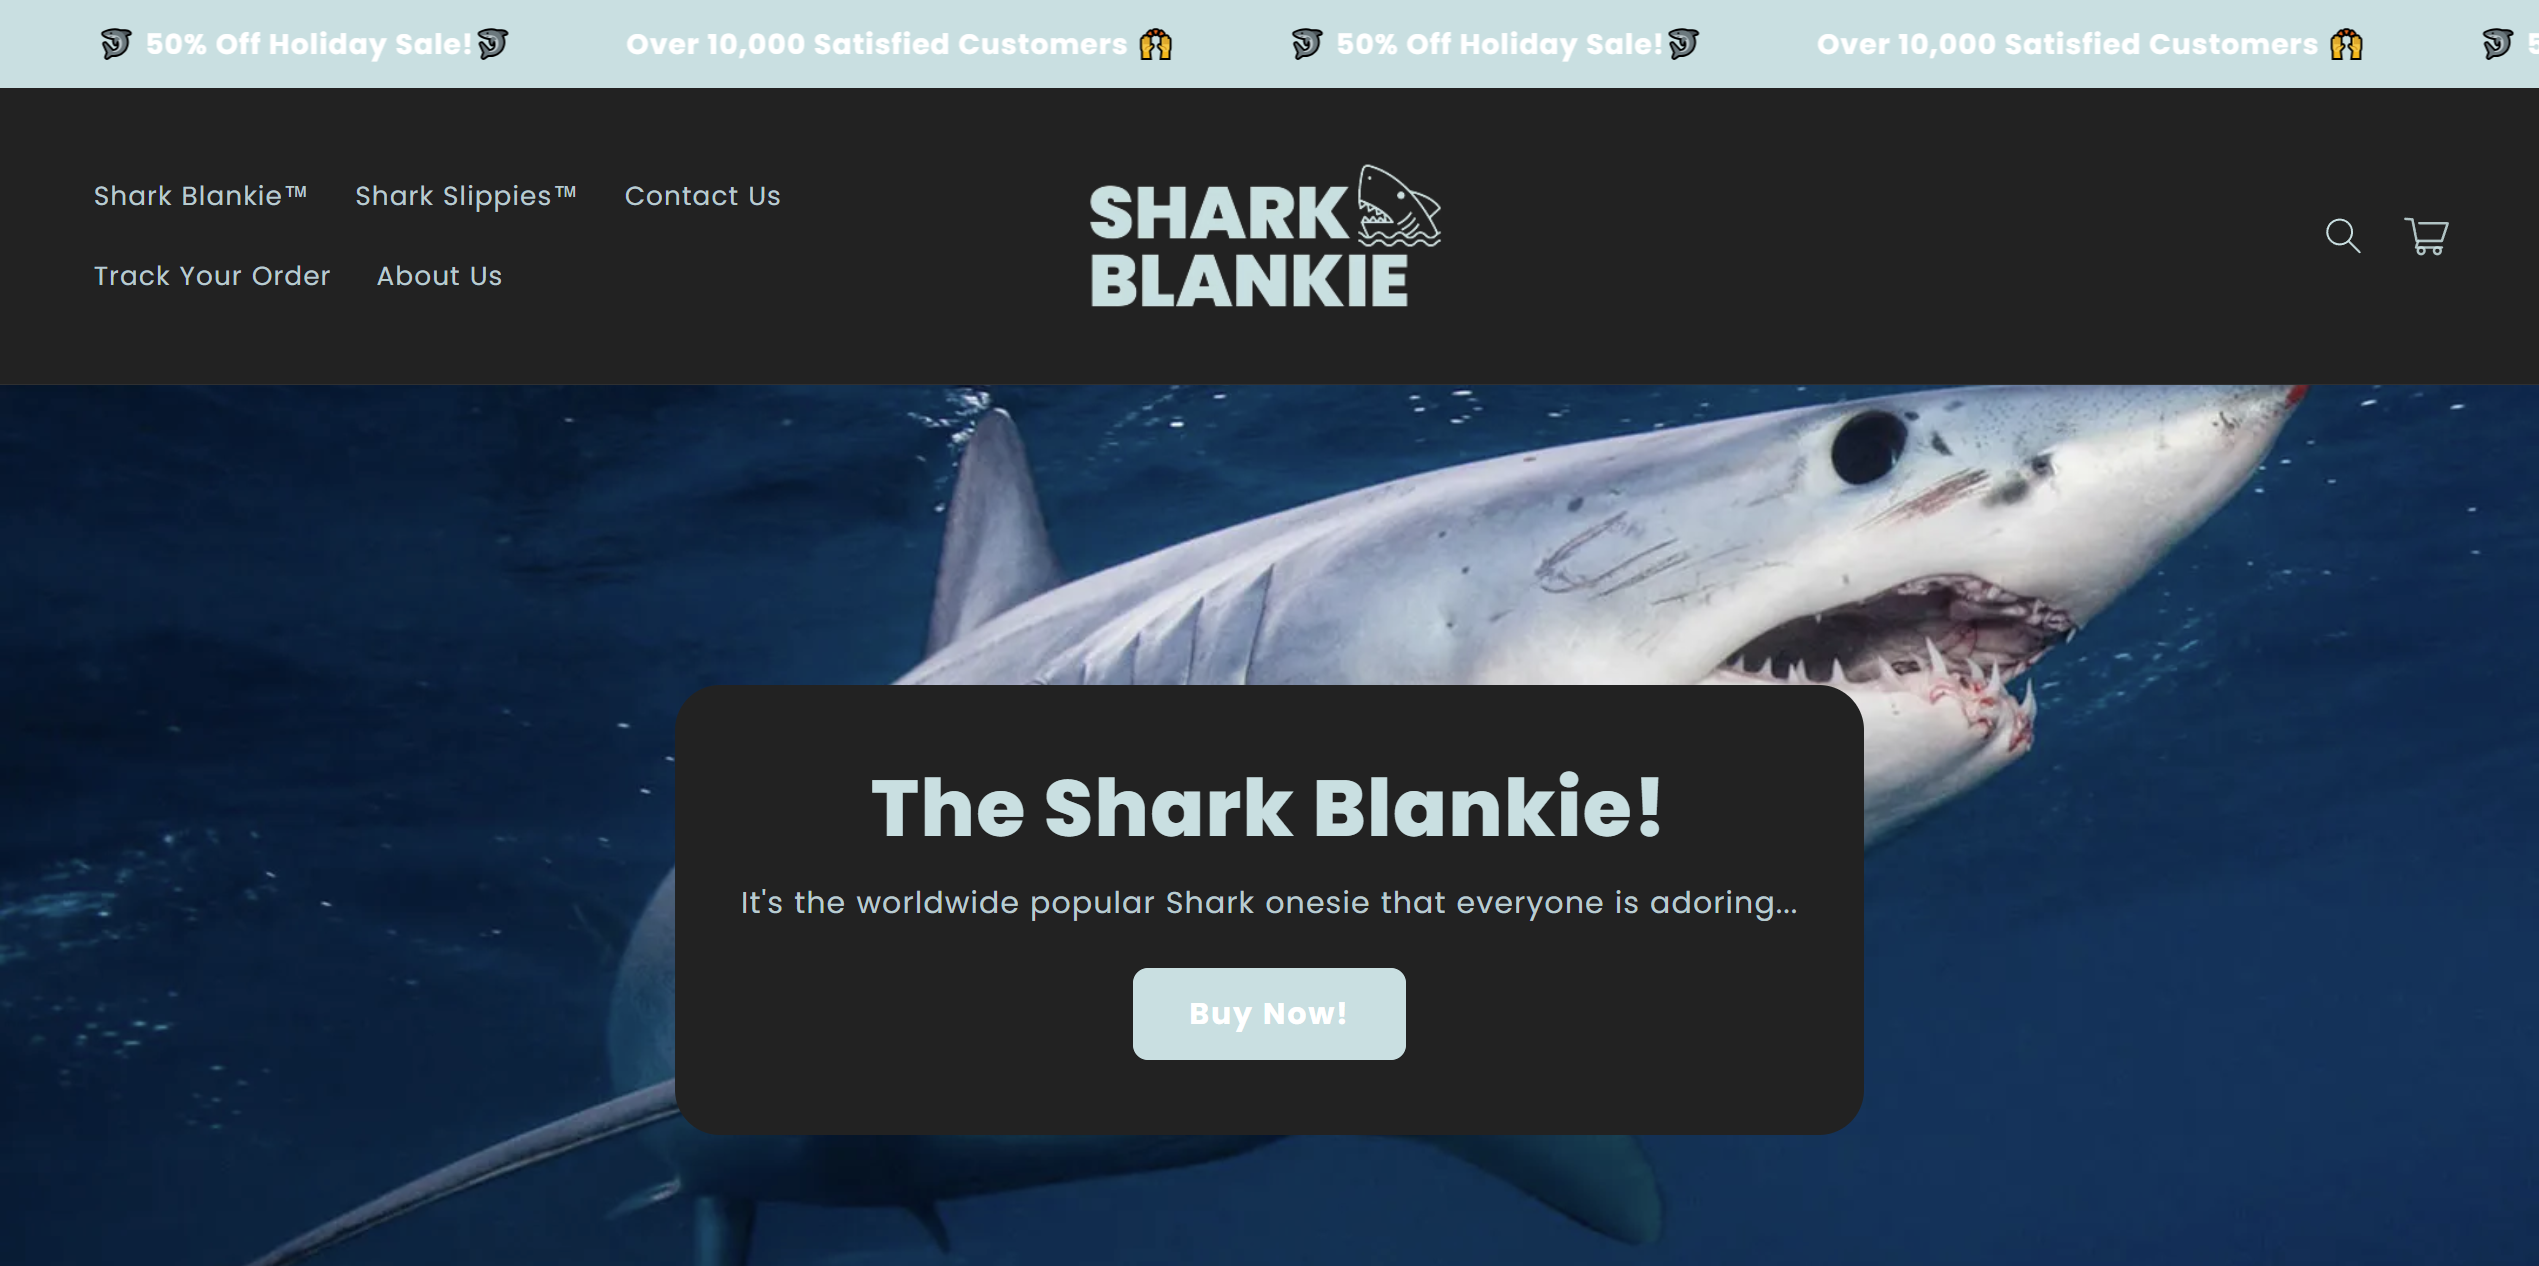 50% Off Holiday Sale! Over 10,000 Satisfied Customers 50% Off Holiday Sale! Over 10,000 Satisfied Customers
Shark Blankie™ Shark Slippies™ Contact Us
Track Your Order About Us
SHARK
BLANKIE
The Shark Blankie!
It's the worldwide popular Shark onesie that everyone is adoring...
Buy Now!